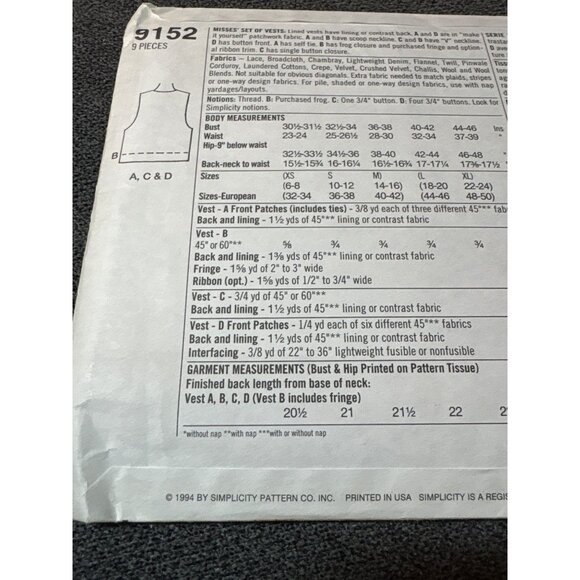 9152
9 PIECES
MISSES' SET OF VESTS: Lined vests have lining or contrast back. A and D are in "make
it yourself" patchwork fabric. A and B have scoop neckline. C and D have "V" neckline.
D has button front. A has self tie. B has frog closure and purchased fringe and option-
al ribbon trim. C has single button closure.
Fabrics – Lace, Broadcloth, Chambray, Lightweight Denim, Flannel, Twill, Pinwale
Corduroy, Laundered Cottons, Crepe, Velvet, Crushed Velvet, Challis, Wool and Wool
Blends. Not suitable for obvious diagonals. Extra fabric needed to match plaids, stripes
or one-way design fabrics. For pile, shaded or one-way design fabrics, use with nap
yardages/layouts.
Notions: Thread. B: Purchased frog. C: One 3/4" button. D: Four 3/4" buttons. Look for
Simplicity notions.
BODY MEASUREMENTS
Bust 30½-31½ 32½-34 36-38 40-42 44-46 Ins
Waist 23-24 25-26½ 28-30 32-34 37-39 "
Hip-9" below waist
32½-33½ 34½-36 38-40 42-44 46-48 "
Back-neck to waist 15½-15¾ 16-16¼ 16½-16¾ 17-17¼ 17⅜-17½ "
Sizes (XS S M) (L XL)
(6-8 10-12 14-16) (18-20 22-24)
Sizes-European (32-34 36-38 40-42) (44-46 48-50)
Vest - A Front Patches (includes ties) - 3/8 yd each of three different 45"** fab
Back and lining - 1½ yds of 45"** lining or contrast fabric
Vest - B
45" or 60"*** ⅝ ¾ ¾ ¾ ¾
Back and lining - 1⅜ yds of 45"** lining or contrast fabric
Fringe - 1⅝ yd of 2" to 3" wide
Ribbon (opt.) - 1⅝ yds of 1/2" to 3/4" wide
Vest - C - 3/4 yd of 45" or 60"**
Back and lining - 1½ yds of 45"** lining or contrast fabric
Vest - D Front Patches - 1/4 yd each of six different 45"** fabrics
Back and lining - 1½ yds of 45"** lining or contrast fabric
Interfacing - 3/8 yd of 22" to 36" lightweight fusible or nonfusible
GARMENT MEASUREMENTS (Bust & Hip Printed on Pattern Tissue)
Finished back length from base of neck:
Vest A, B, C, D (Vest B includes fringe)
20½ 21 21½ 22
*without nap **with nap ***with or without nap
B
A, C & D
© 1994 BY SIMPLICITY PATTERN CO. INC. PRINTED IN USA SIMPLICITY IS A REGIS